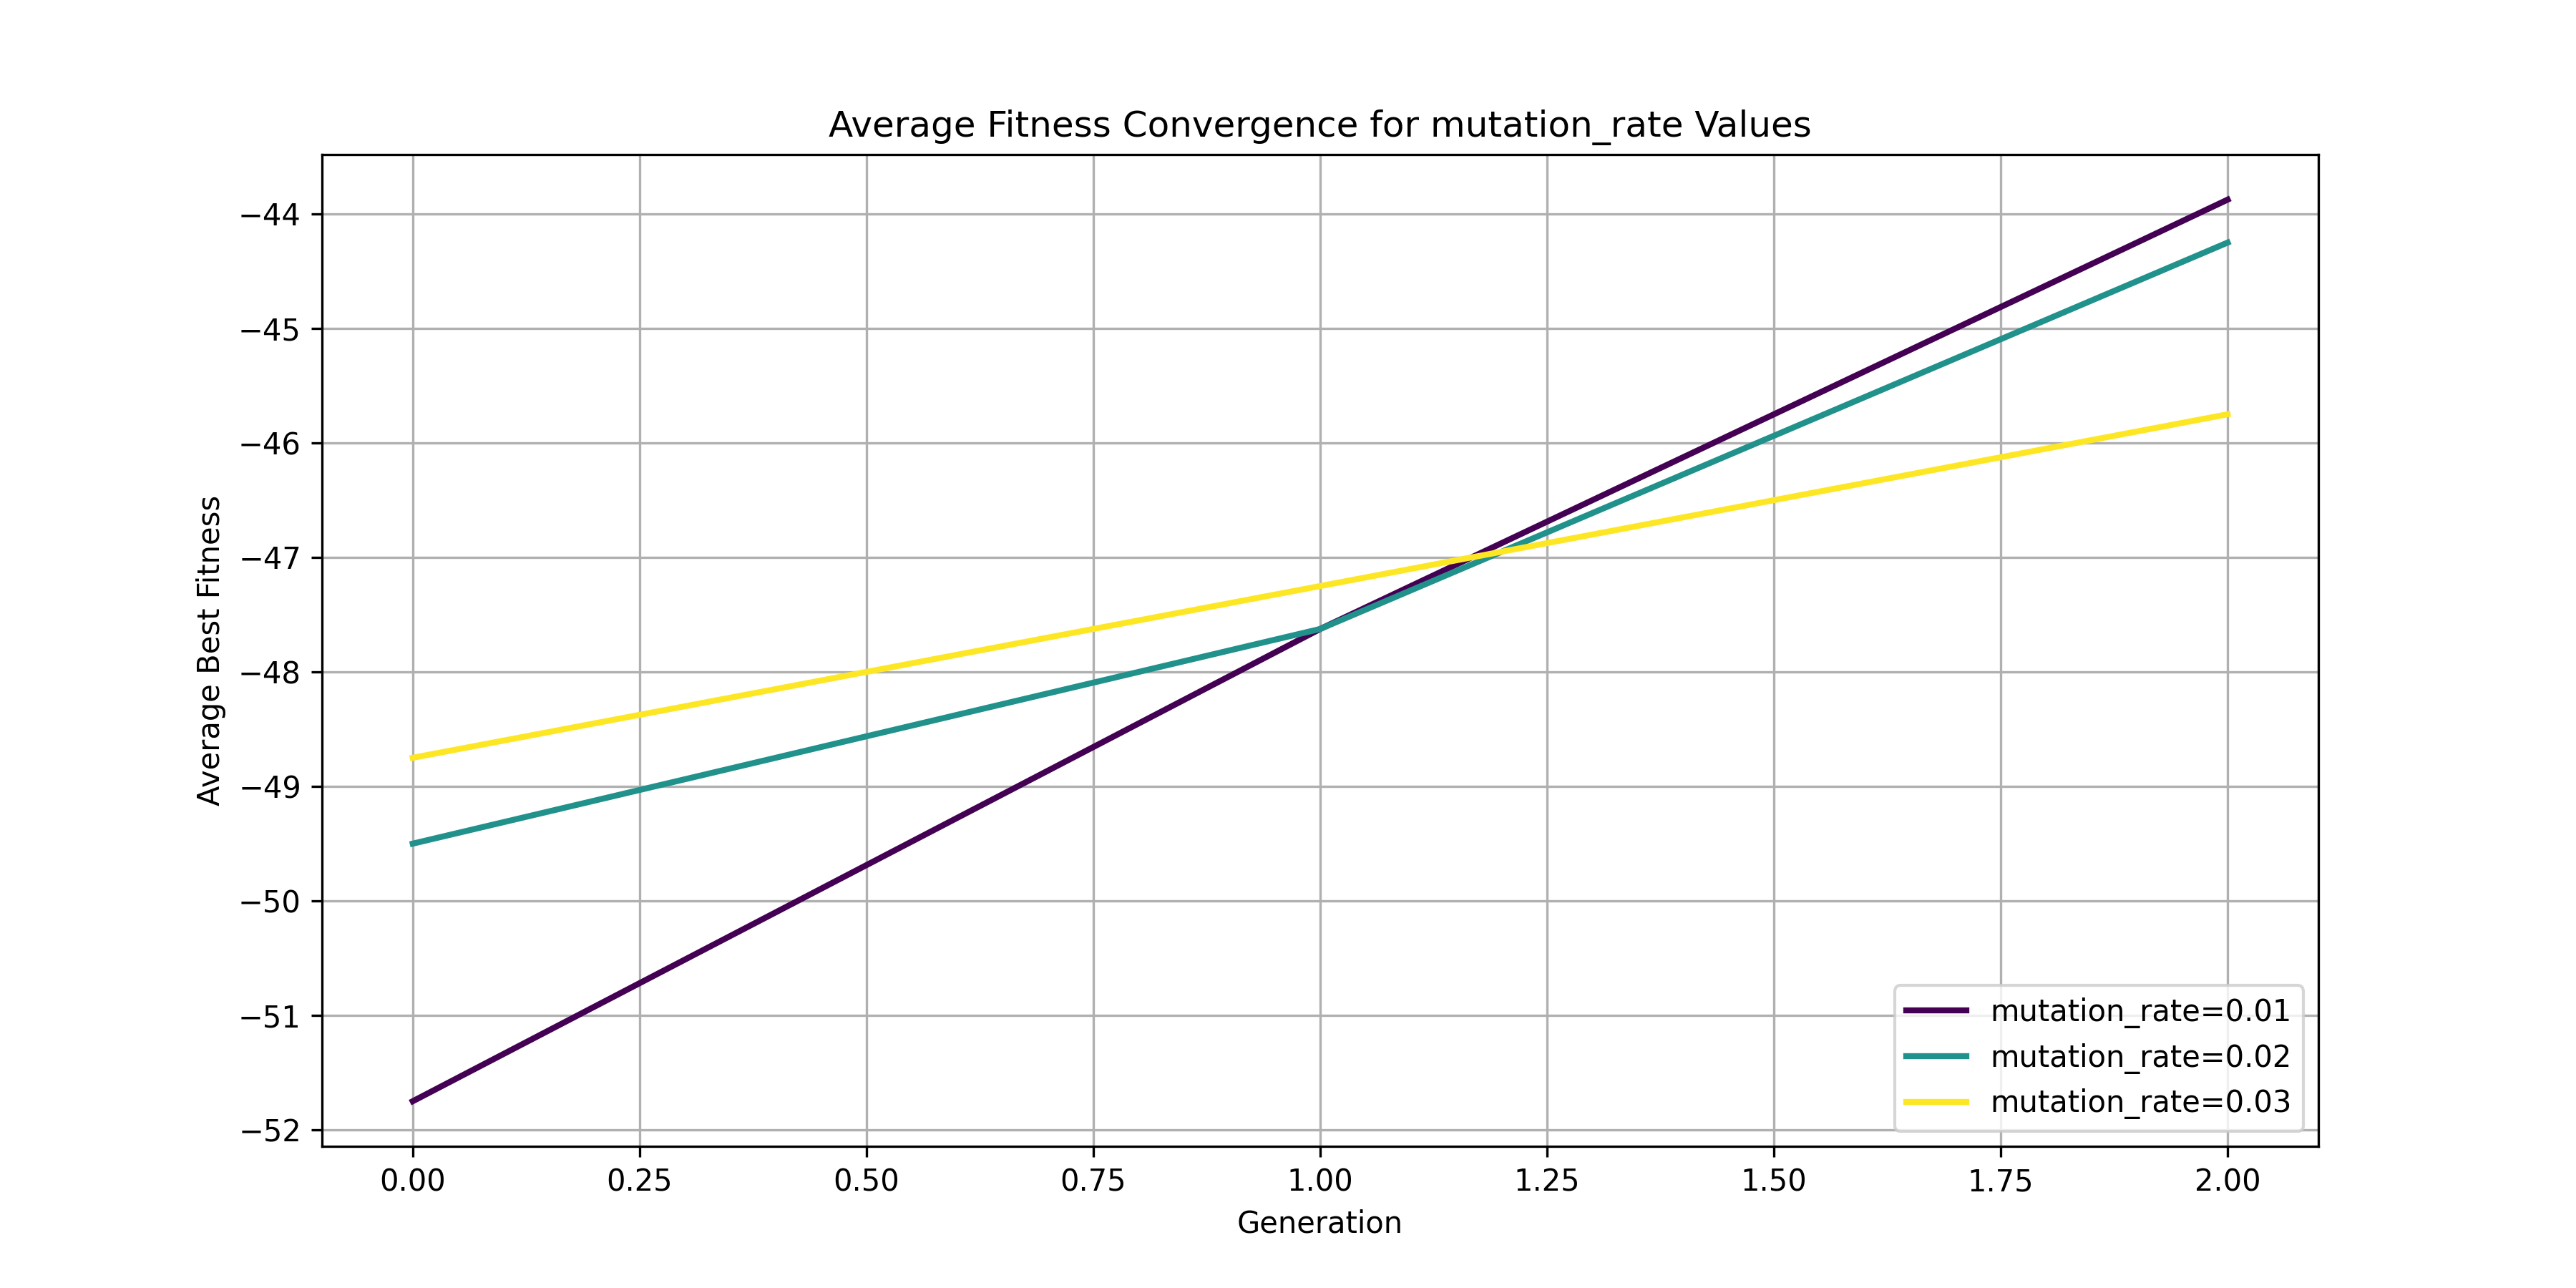 Average Fitness Convergence for mutation_rate Values
−44
−45
−46
−47
−48
−49
−50
−51
−52
Average Best Fitness
0.00 0.25 0.50 0.75 1.00 1.25 1.50 1.75 2.00
Generation
mutation_rate=0.01
mutation_rate=0.02
mutation_rate=0.03